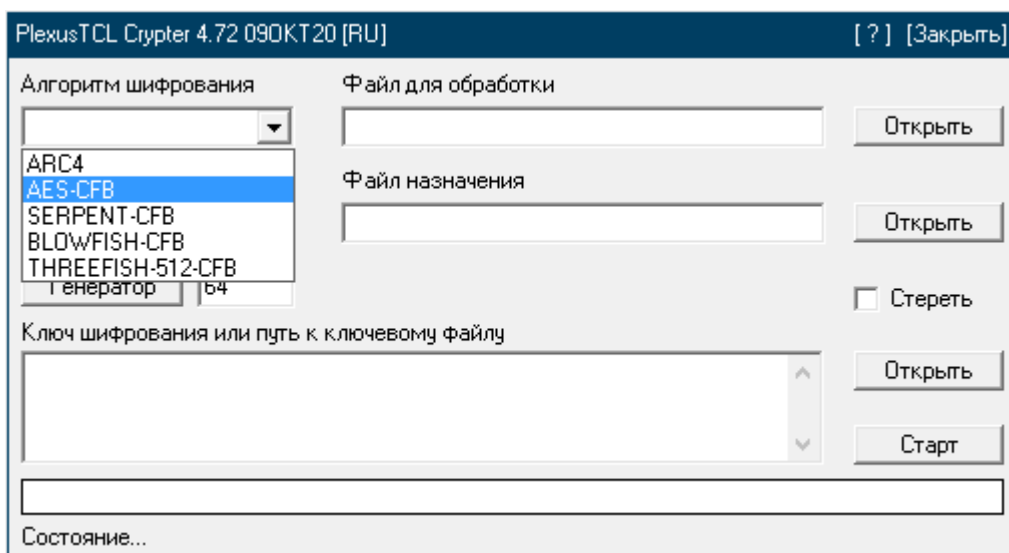 PlexusTCL Crypter 4.72 09OKT20 [RU] [ ? ] [Закрыть]
Алгоритм шифрования Файл для обработки
Открыть
ARC4
AES-CFB Файл назначения
SERPENT-CFB
BLOWFISH-CFB Открыть
THREEFISH-512-CFB
Генератор 64 Стереть
Ключ шифрования или путь к ключевому файлу
Открыть
Старт
Состояние...